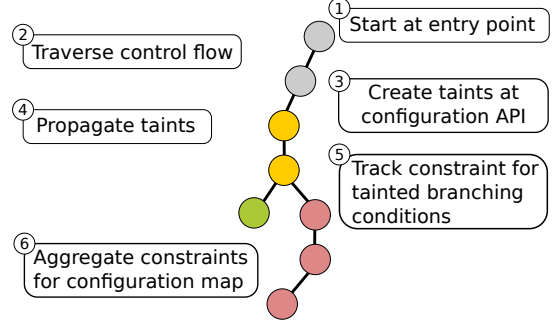 1
Start at entry point
2
Traverse control flow
3
Create taints at
configuration API
4
Propagate taints
5
Track constraint for
tainted branching
conditions
6
Aggregate constraints
for configuration map